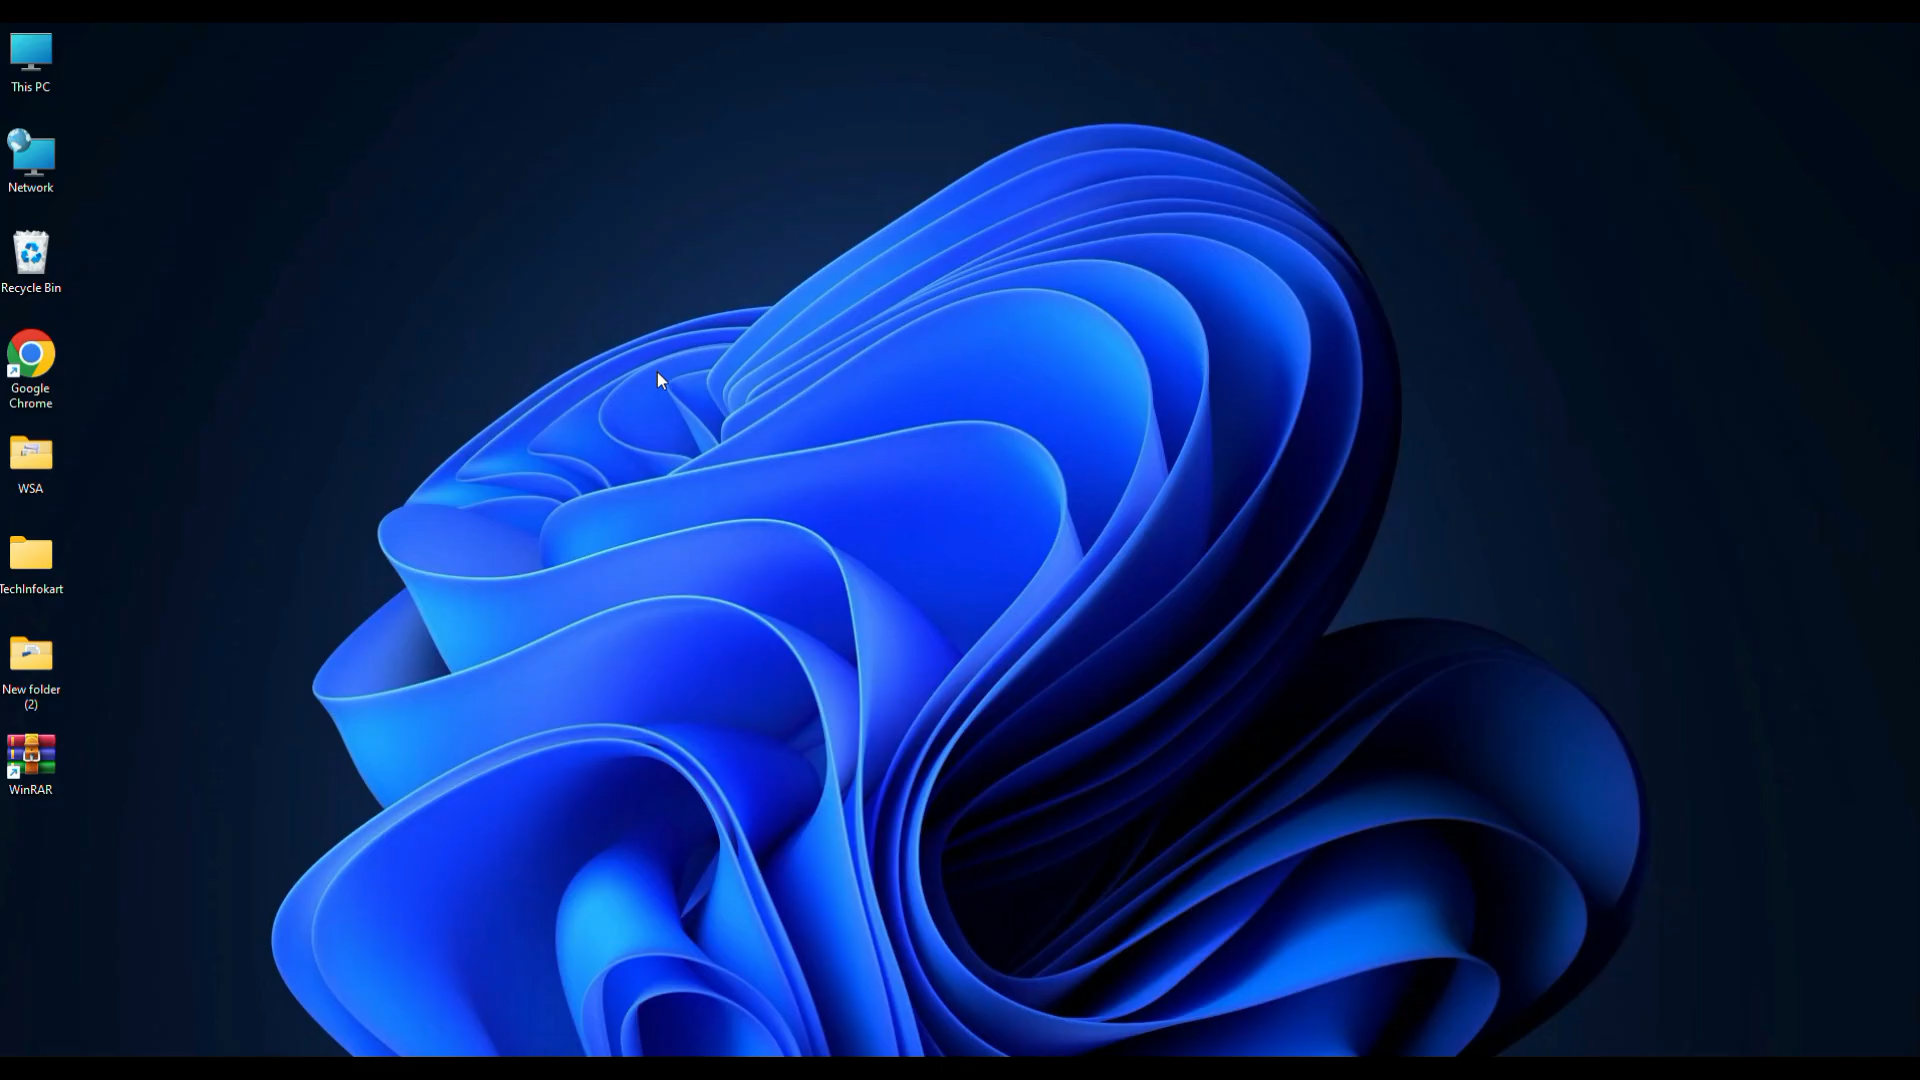 This PC
Network
Recycle Bin
Google
Chrome
WSA
TechInfokart
New folder
(2)
WinRAR